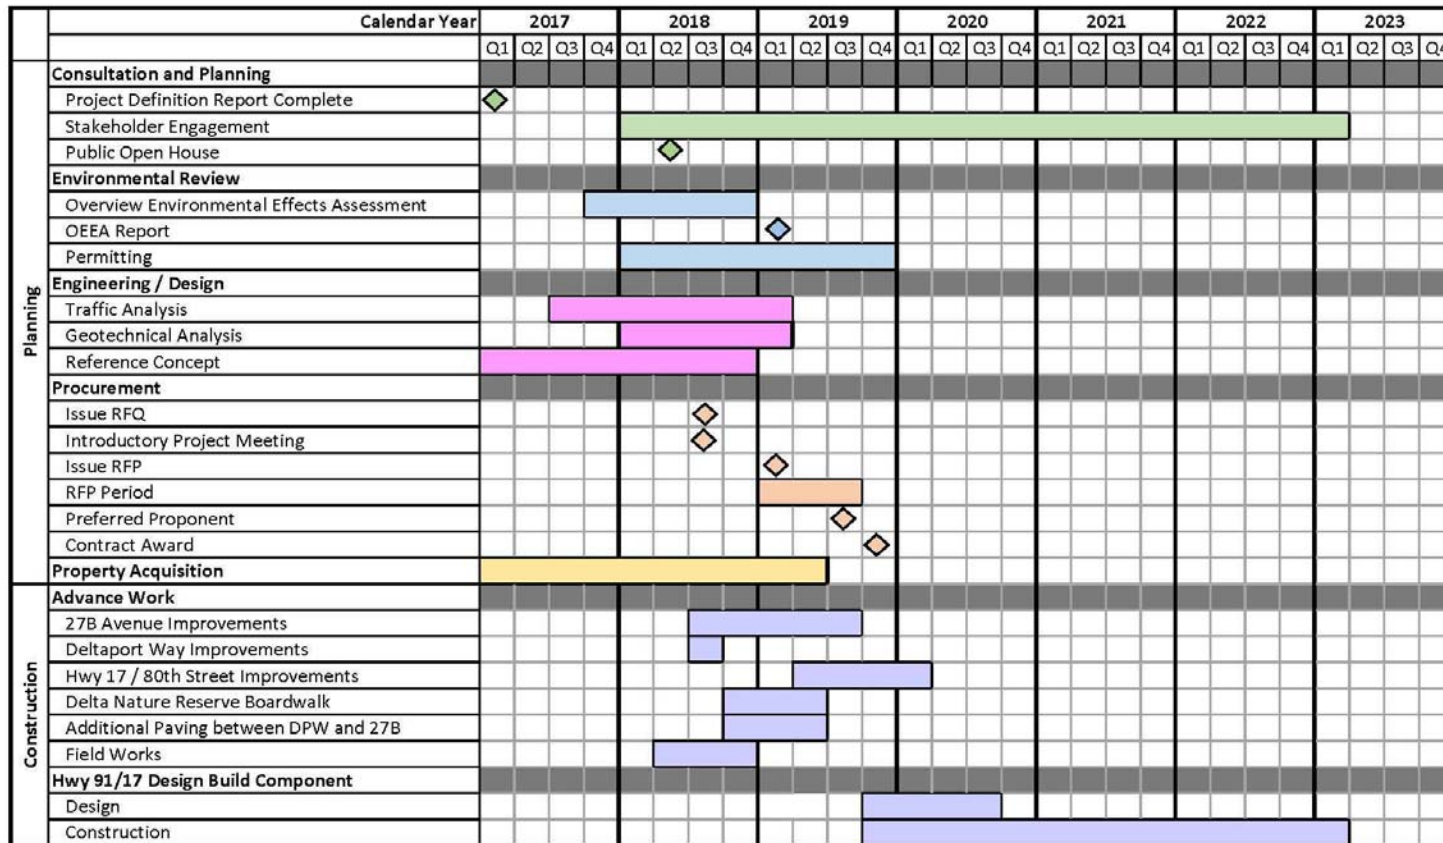 Calendar Year 2017 2018 2019 2020 2021 2022 2023
Q1 Q2 Q3 Q4 Q1 Q2 Q3 Q4 Q1 Q2 Q3 Q4 Q1 Q2 Q3 Q4 Q1 Q2 Q3 Q4 Q1 Q2 Q3 Q4 Q1 Q2 Q3 Q4
Planning
Consultation and Planning
Project Definition Report Complete
Stakeholder Engagement
Public Open House
Environmental Review
Overview Environmental Effects Assessment
OEEA Report
Permitting
Engineering / Design
Traffic Analysis
Geotechnical Analysis
Reference Concept
Procurement
Issue RFQ
Introductory Project Meeting
Issue RFP
RFP Period
Preferred Proponent
Contract Award
Property Acquisition
Construction
Advance Work
27B Avenue Improvements
Deltaport Way Improvements
Hwy 17 / 80th Street Improvements
Delta Nature Reserve Boardwalk
Additional Paving between DPW and 27B
Field Works
Hwy 91/17 Design Build Component
Design
Construction